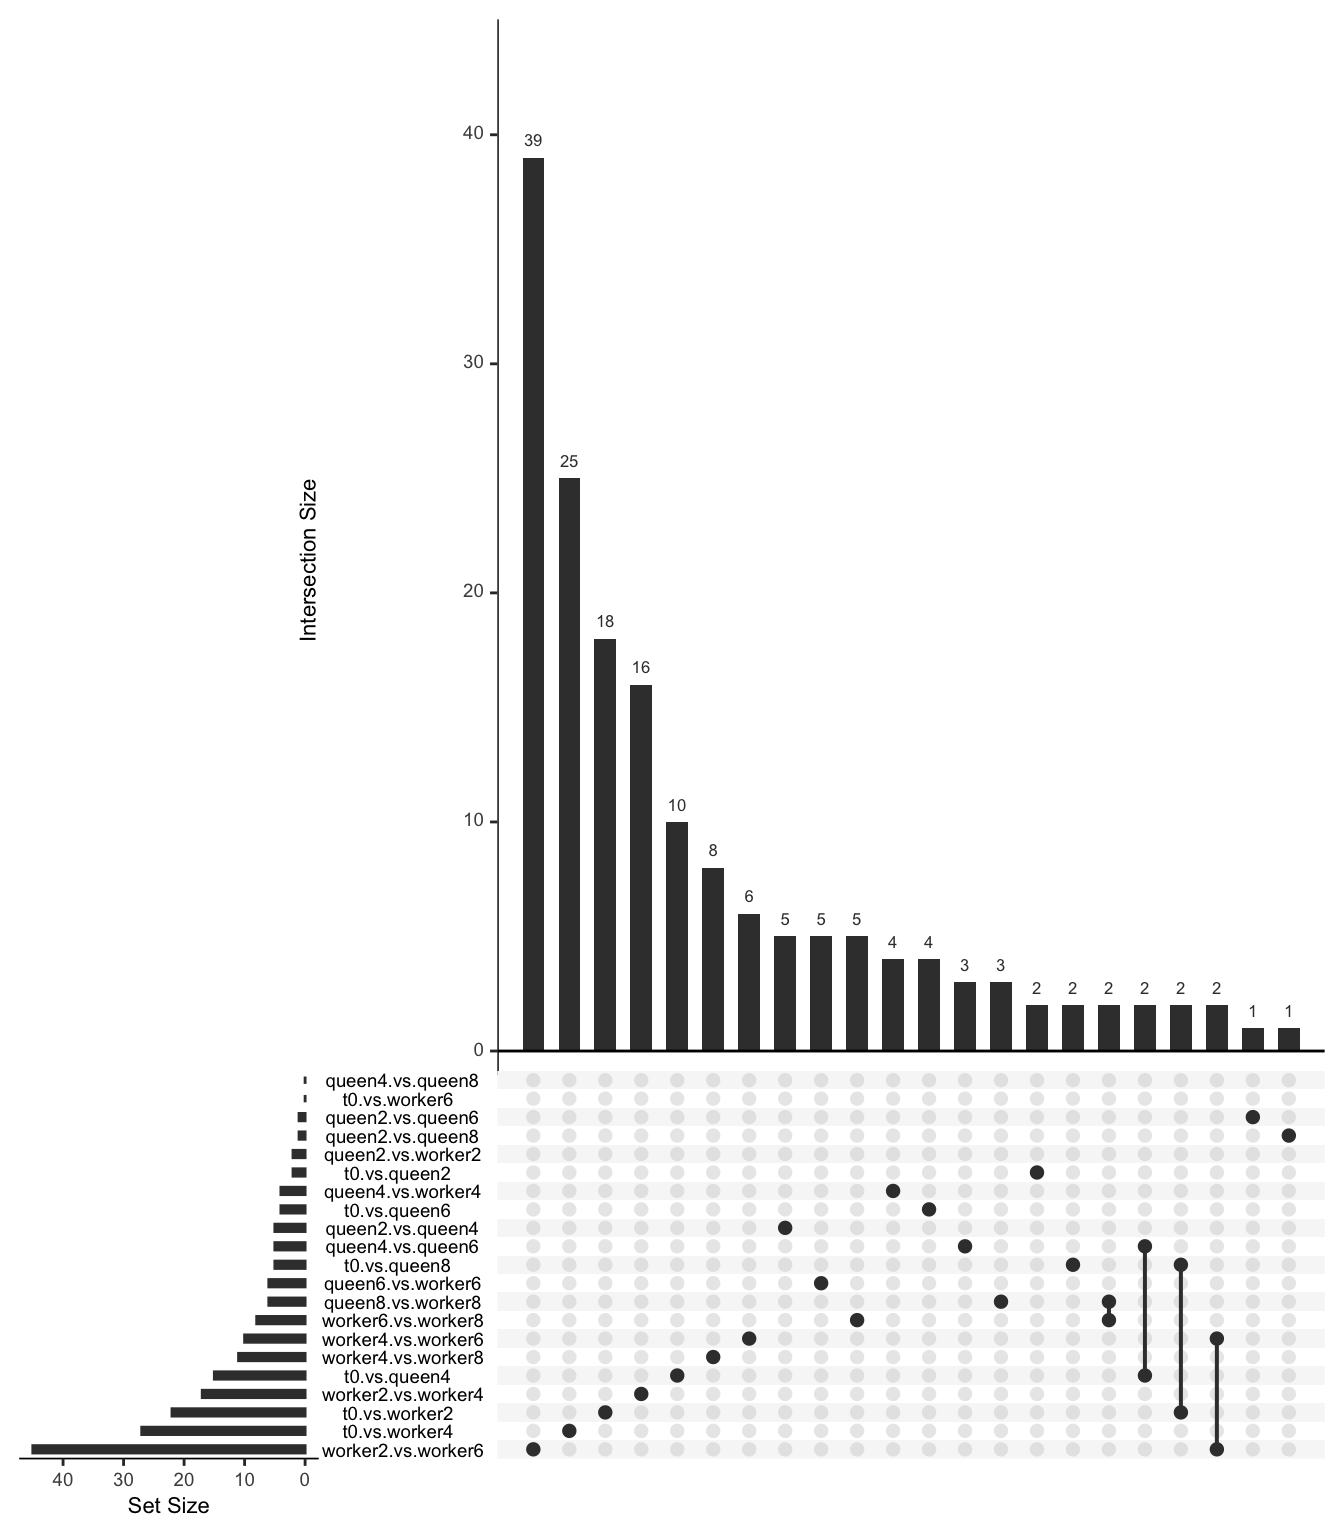 40
30
20
10
0
Intersection Size
39
25
18
16
10
8
6
5
5
5
4
4
3
3
2
2
2
2
2
2
1
1
queen4.vs.queen8
t0.vs.worker6
queen2.vs.queen6
queen2.vs.queen8
queen2.vs.worker2
t0.vs.queen2
queen4.vs.worker4
t0.vs.queen6
queen2.vs.queen4
queen4.vs.queen6
t0.vs.queen8
queen6.vs.worker6
queen8.vs.worker8
worker6.vs.worker8
worker4.vs.worker6
worker4.vs.worker8
t0.vs.queen4
worker2.vs.worker4
t0.vs.worker2
t0.vs.worker4
worker2.vs.worker6
40 30 20 10 0
Set Size